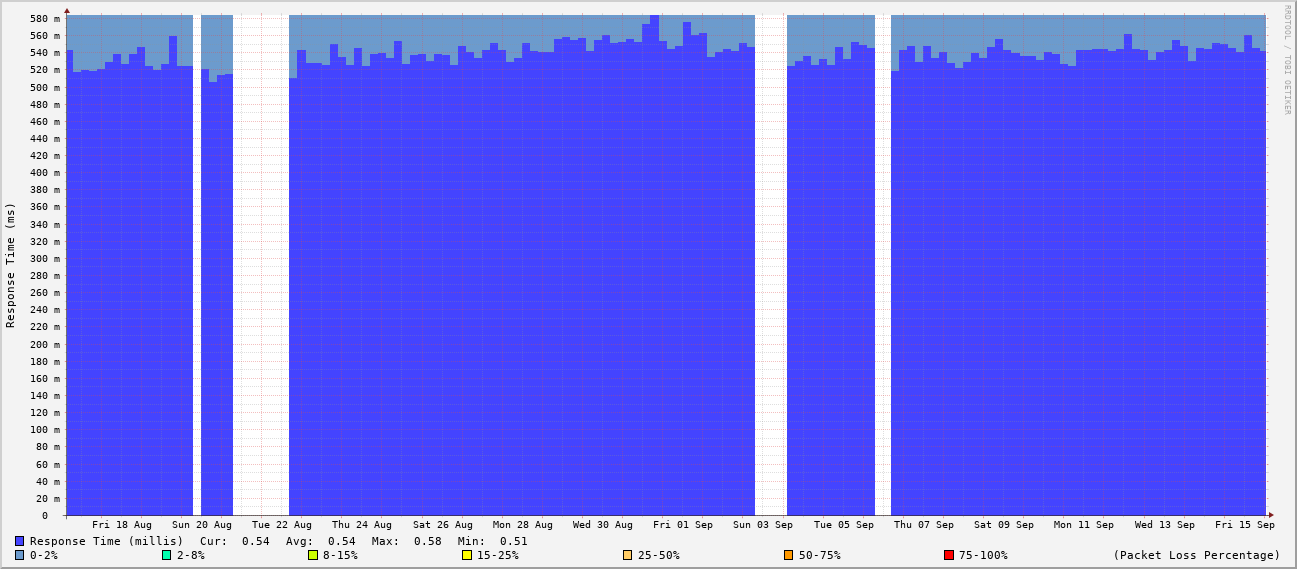 580 m
560 m
540 m
520 m
500 m
480 m
460 m
440 m
420 m
400 m
380 m
360 m
340 m
320 m
300 m
280 m
260 m
240 m
220 m
200 m
180 m
160 m
140 m
120 m
100 m
80 m
60 m
40 m
20 m
0
Response Time (ms)
RRDTOOL / TOBI OETIKER
Fri 18 Aug Sun 20 Aug Tue 22 Aug Thu 24 Aug Sat 26 Aug Mon 28 Aug Wed 30 Aug Fri 01 Sep Sun 03 Sep Tue 05 Sep Thu 07 Sep Sat 09 Sep Mon 11 Sep Wed 13 Sep Fri 15 Sep
Response Time (millis) Cur: 0.54 Avg: 0.54 Max: 0.58 Min: 0.51
0-2% 2-8% 8-15% 15-25% 25-50% 50-75% 75-100% (Packet Loss Percentage)